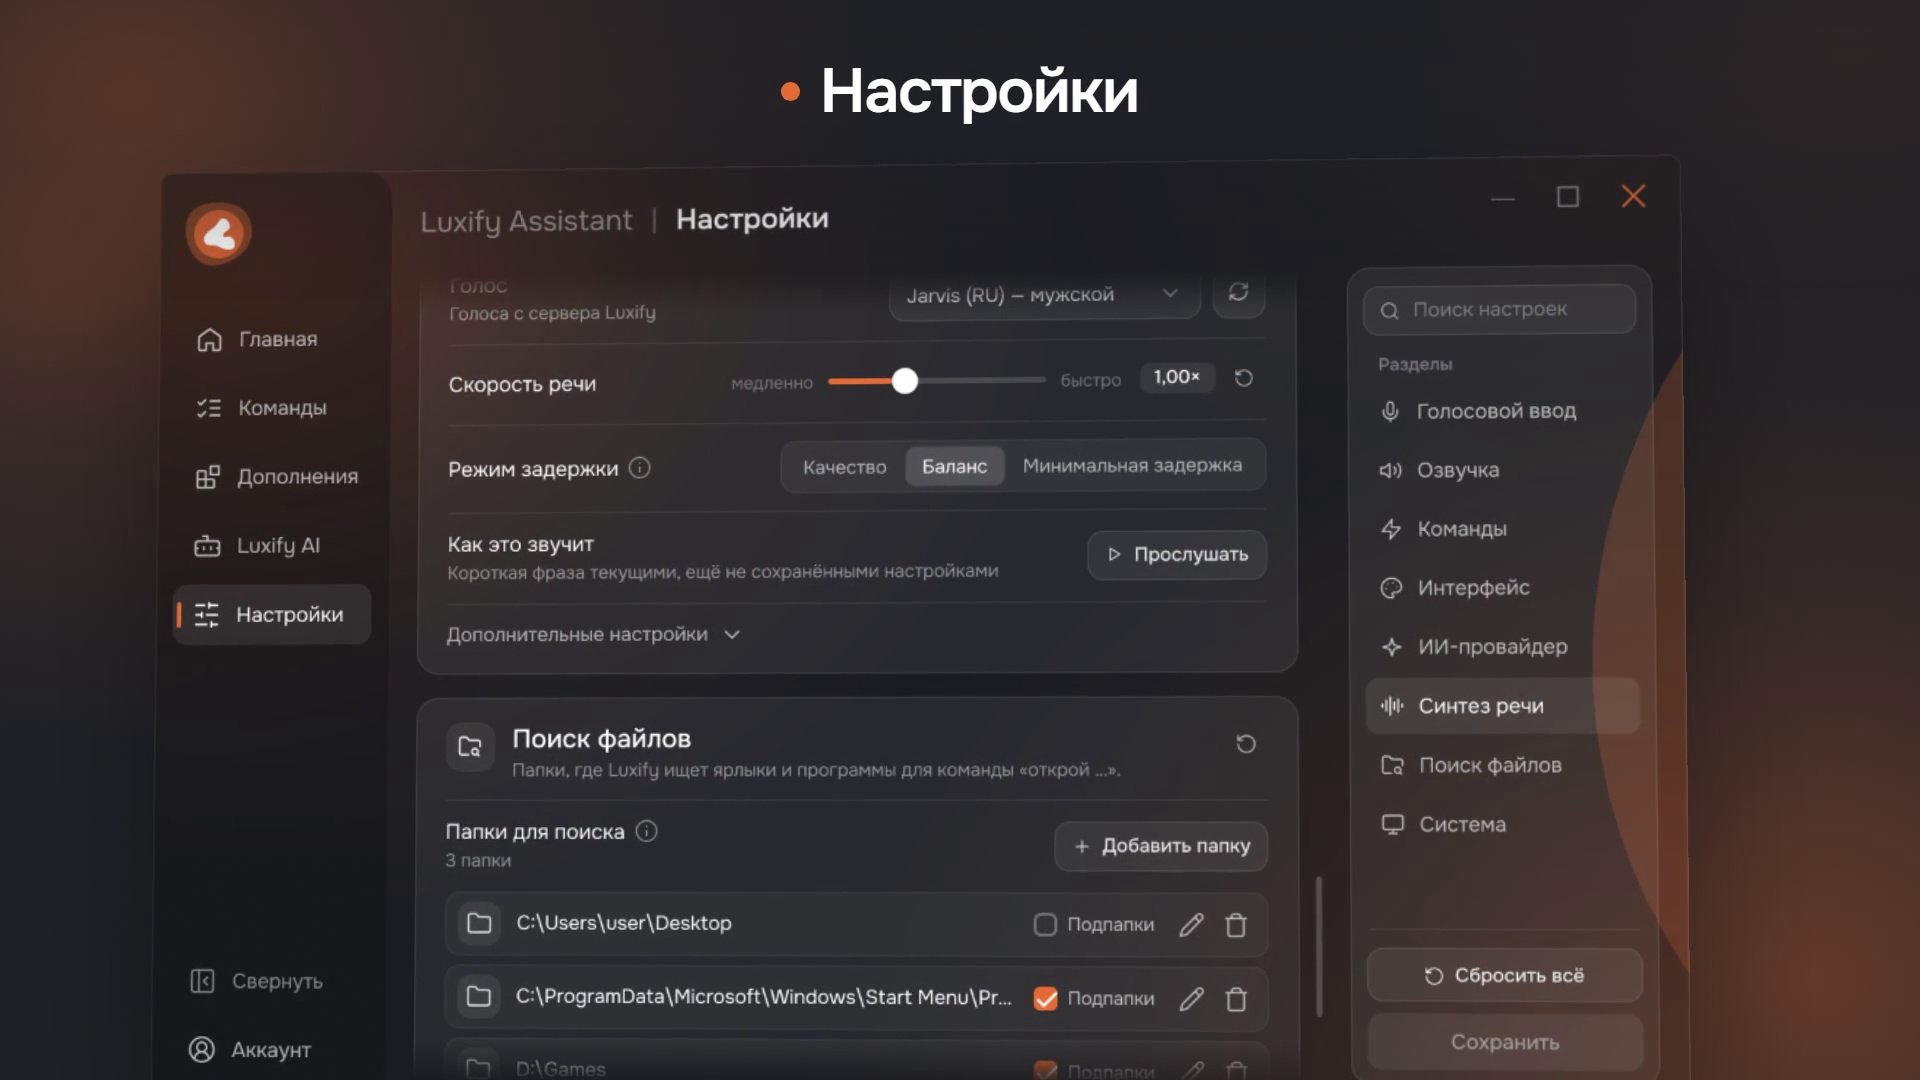 Настройки
Luxify Assistant | Настройки
Главная
Команды
Дополнения
Luxify AI
Настройки
Свернуть
Аккаунт
Голос
Голоса с сервера Luxify
Jarvis (RU) — мужской
Скорость речи
медленно
быстро
1,00×
Режим задержки
Качество
Баланс
Минимальная задержка
Как это звучит
Короткая фраза текущими, ещё не сохранёнными настройками
Прослушать
Дополнительные настройки
Поиск файлов
Папки, где Luxify ищет ярлыки и программы для команды «открой ...».
Папки для поиска
3 папки
Добавить папку
C:\Users\user\Desktop
Подпапки
C:\ProgramData\Microsoft\Windows\Start Menu\Pr...
Подпапки
D:\Games
Подпапки
Поиск настроек
Разделы
Голосовой ввод
Озвучка
Команды
Интерфейс
ИИ-провайдер
Синтез речи
Поиск файлов
Система
Сбросить всё
Сохранить